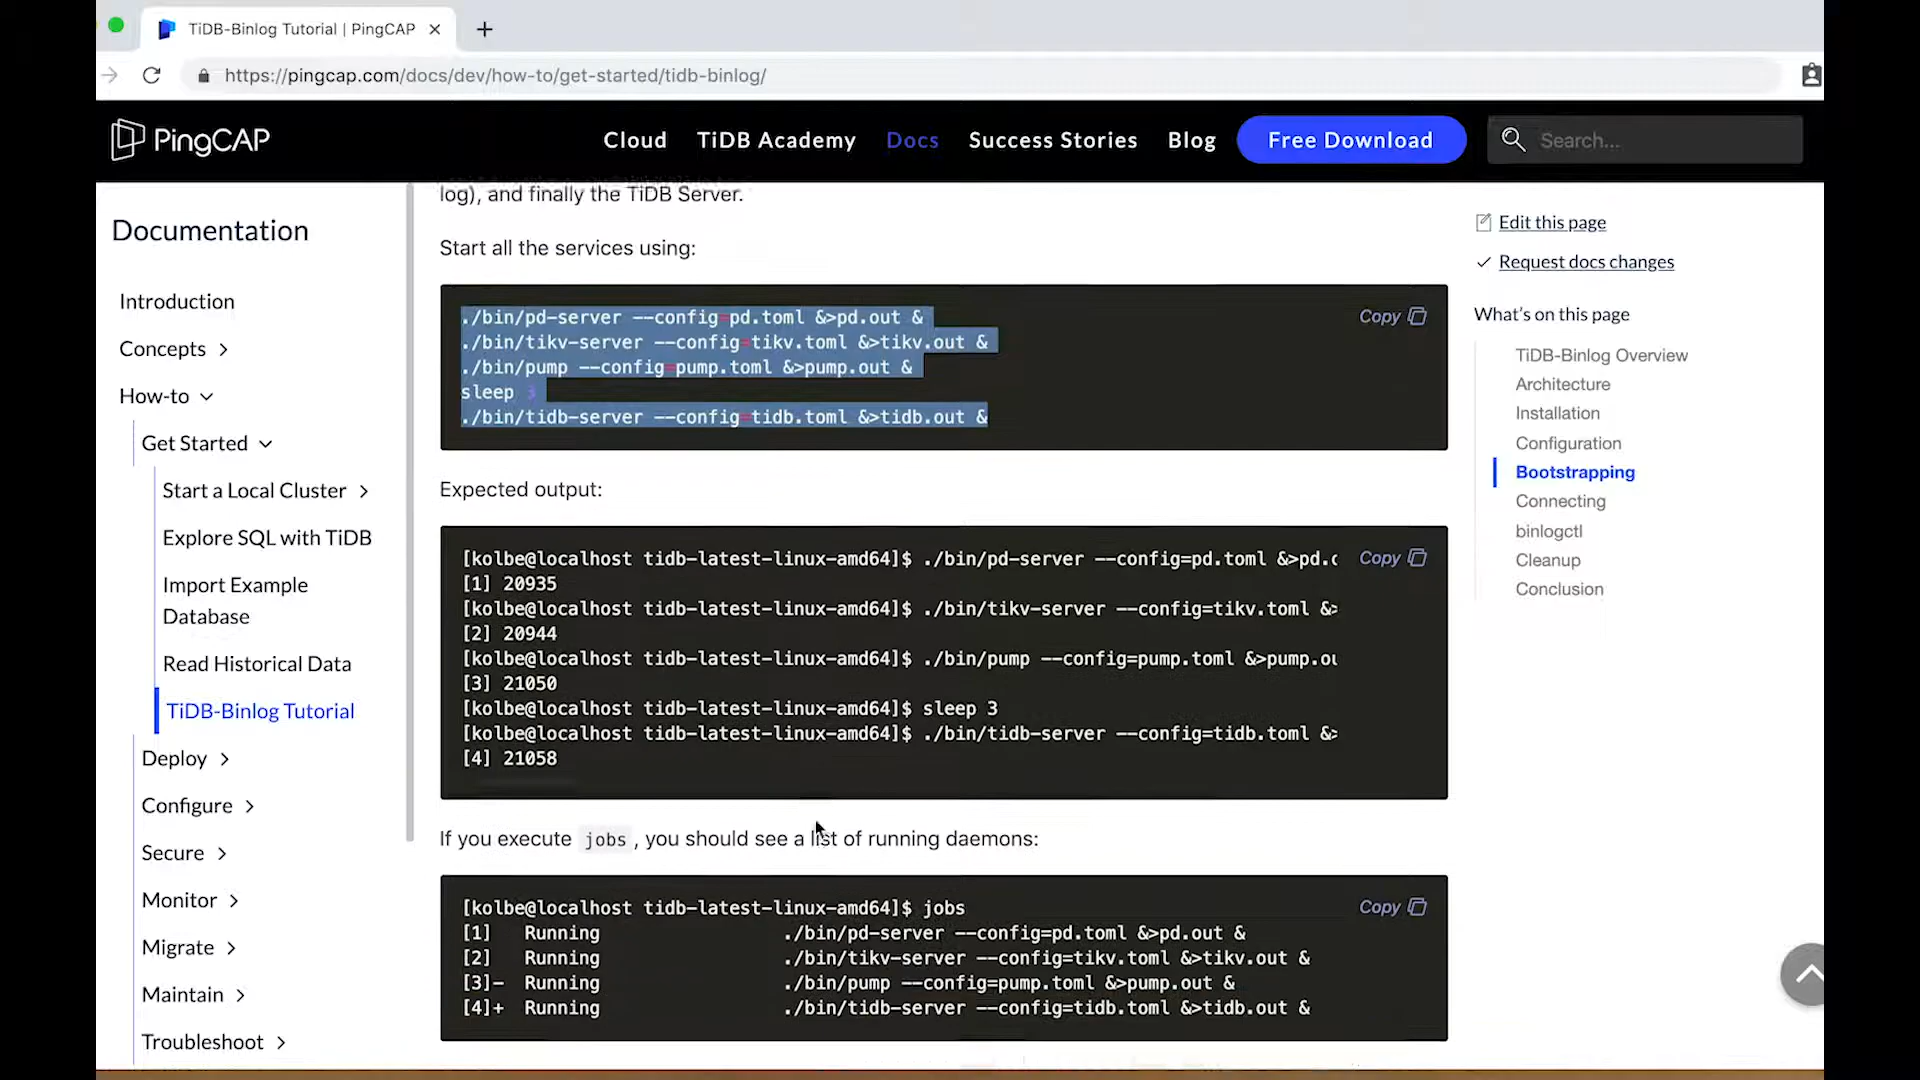 TiDB-Binlog Tutorial | PingCAP
https://pingcap.com/docs/dev/how-to/get-started/tidb-binlog/
PingCAP
Cloud
TiDB Academy
Docs
Success Stories
Blog
Free Download
Search...
Documentation
Introduction
Concepts
How-to
Get Started
Start a Local Cluster
Explore SQL with TiDB
Import Example
Database
Read Historical Data
TiDB-Binlog Tutorial
Deploy
Configure
Secure
Monitor
Migrate
Maintain
Troubleshoot
log), and finally the TiDB Server.
Start all the services using:
./bin/pd-server --config=pd.toml &>pd.out &
./bin/tikv-server --config=tikv.toml &>tikv.out &
./bin/pump --config=pump.toml &>pump.out &
sleep 3
./bin/tidb-server --config=tidb.toml &>tidb.out &
Copy
Expected output:
[kolbe@localhost tidb-latest-linux-amd64]$ ./bin/pd-server --config=pd.toml &>pd.o
[1] 20935
[kolbe@localhost tidb-latest-linux-amd64]$ ./bin/tikv-server --config=tikv.toml &>
[2] 20944
[kolbe@localhost tidb-latest-linux-amd64]$ ./bin/pump --config=pump.toml &>pump.ou
[3] 21050
[kolbe@localhost tidb-latest-linux-amd64]$ sleep 3
[kolbe@localhost tidb-latest-linux-amd64]$ ./bin/tidb-server --config=tidb.toml &>
[4] 21058
Copy
If you execute jobs, you should see a list of running daemons:
[kolbe@localhost tidb-latest-linux-amd64]$ jobs
[1] Running ./bin/pd-server --config=pd.toml &>pd.out &
[2] Running ./bin/tikv-server --config=tikv.toml &>tikv.out &
[3]- Running ./bin/pump --config=pump.toml &>pump.out &
[4]+ Running ./bin/tidb-server --config=tidb.toml &>tidb.out &
Copy
Edit this page
Request docs changes
What's on this page
TiDB-Binlog Overview
Architecture
Installation
Configuration
Bootstrapping
Connecting
binlogctl
Cleanup
Conclusion